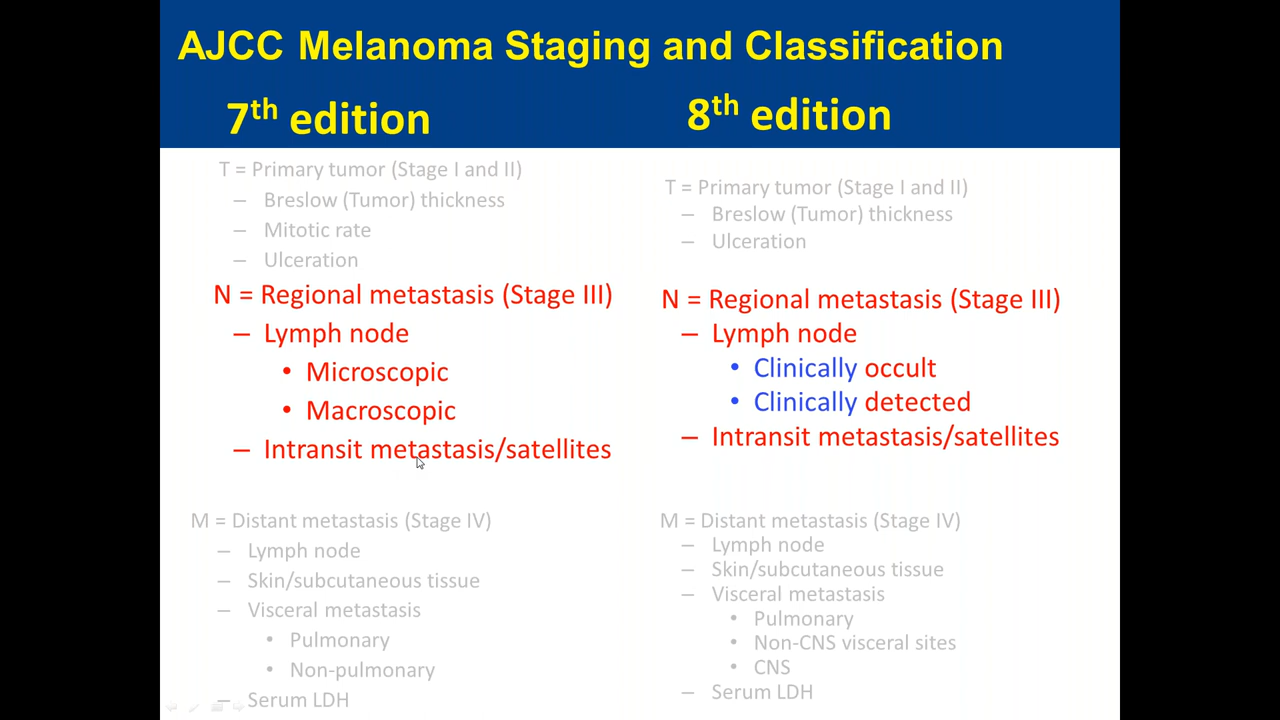 AJCC Melanoma Staging and Classification
7th edition
T = Primary tumor (Stage I and II)
– Breslow (Tumor) thickness
– Mitotic rate
– Ulceration
N = Regional metastasis (Stage III)
– Lymph node
• Microscopic
• Macroscopic
– Intransit metastasis/satellites
M = Distant metastasis (Stage IV)
– Lymph node
– Skin/subcutaneous tissue
– Visceral metastasis
• Pulmonary
• Non-pulmonary
– Serum LDH
8th edition
T = Primary tumor (Stage I and II)
– Breslow (Tumor) thickness
– Ulceration
N = Regional metastasis (Stage III)
– Lymph node
• Clinically occult
• Clinically detected
– Intransit metastasis/satellites
M = Distant metastasis (Stage IV)
– Lymph node
– Skin/subcutaneous tissue
– Visceral metastasis
• Pulmonary
• Non-CNS visceral sites
• CNS
– Serum LDH